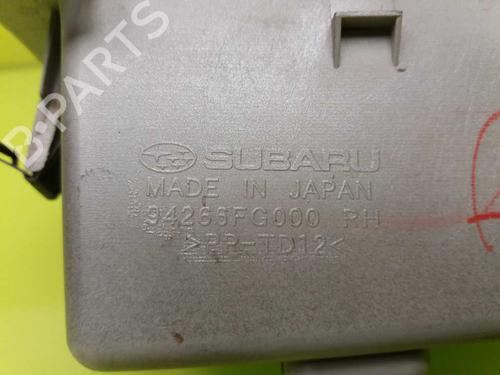 B-PARTS
SUBARU
MADE IN JAPAN
94266FG000 RH
>PP-TD12<